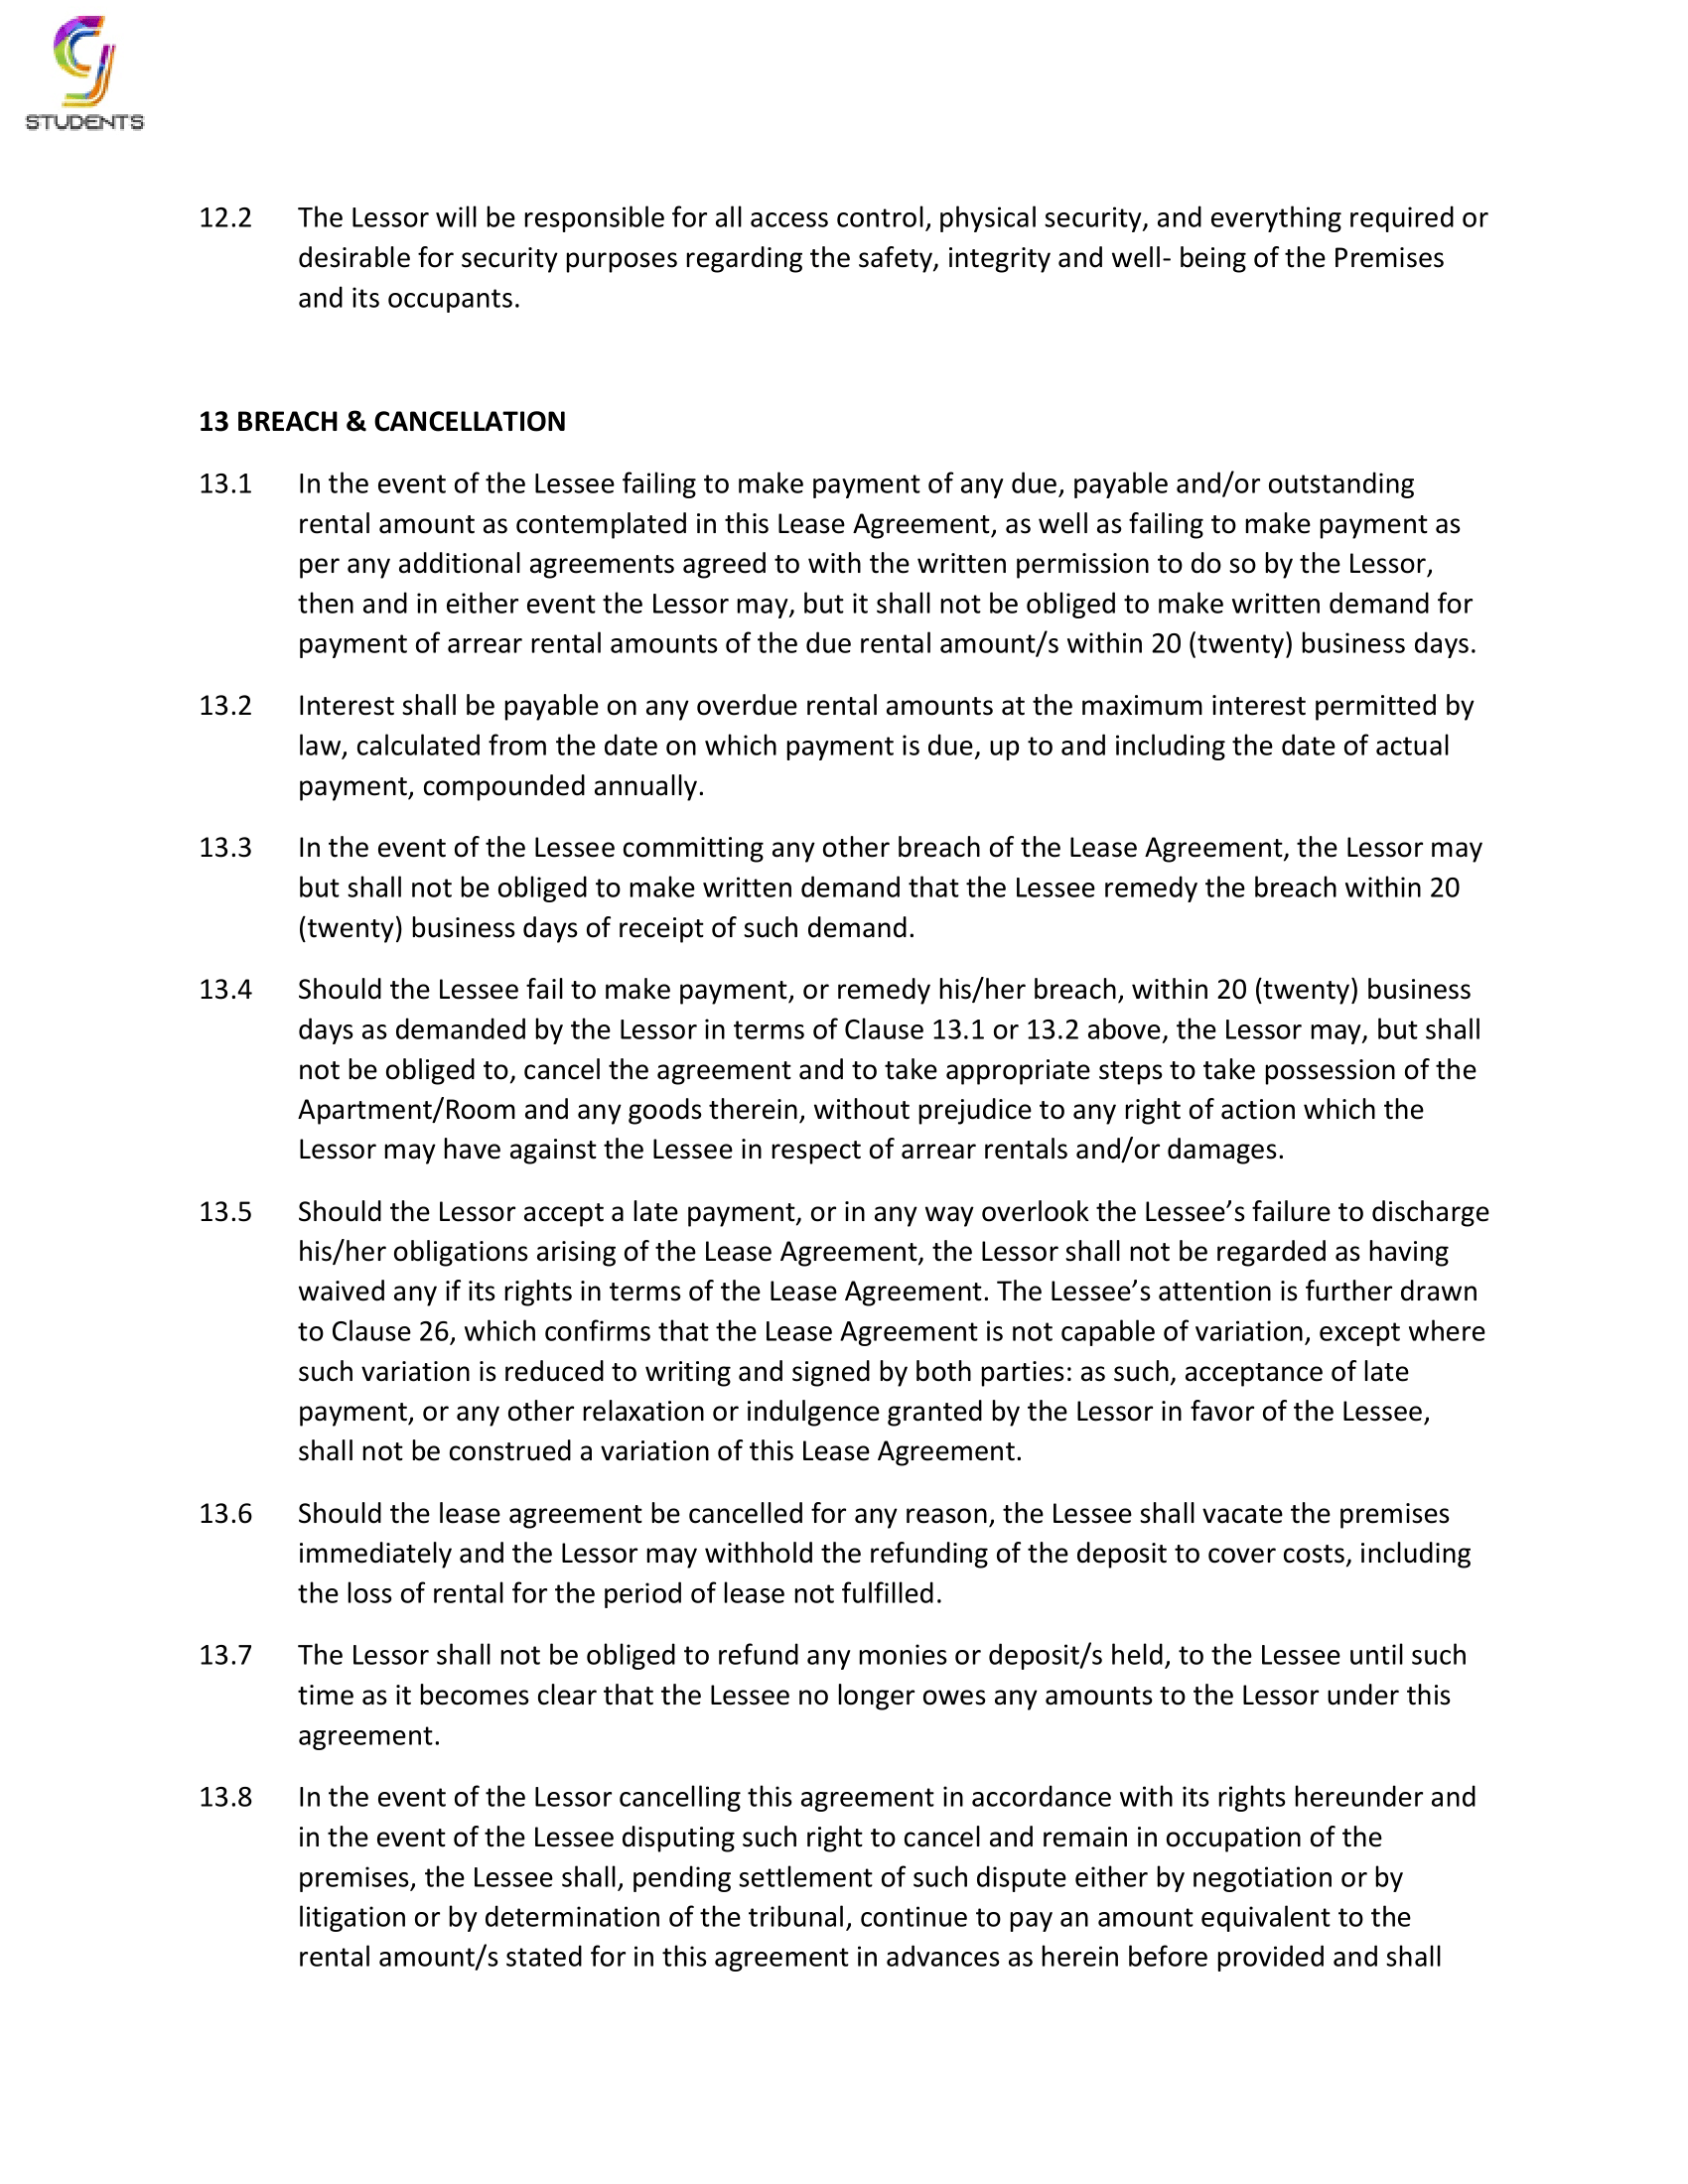 STUDENTS
12.2 The Lessor will be responsible for all access control, physical security, and everything required or
desirable for security purposes regarding the safety, integrity and well- being of the Premises
and its occupants.
13 BREACH & CANCELLATION
13.1 In the event of the Lessee failing to make payment of any due, payable and/or outstanding
rental amount as contemplated in this Lease Agreement, as well as failing to make payment as
per any additional agreements agreed to with the written permission to do so by the Lessor,
then and in either event the Lessor may, but it shall not be obliged to make written demand for
payment of arrear rental amounts of the due rental amount/s within 20 (twenty) business days.
13.2 Interest shall be payable on any overdue rental amounts at the maximum interest permitted by
law, calculated from the date on which payment is due, up to and including the date of actual
payment, compounded annually.
13.3 In the event of the Lessee committing any other breach of the Lease Agreement, the Lessor may
but shall not be obliged to make written demand that the Lessee remedy the breach within 20
(twenty) business days of receipt of such demand.
13.4 Should the Lessee fail to make payment, or remedy his/her breach, within 20 (twenty) business
days as demanded by the Lessor in terms of Clause 13.1 or 13.2 above, the Lessor may, but shall
not be obliged to, cancel the agreement and to take appropriate steps to take possession of the
Apartment/Room and any goods therein, without prejudice to any right of action which the
Lessor may have against the Lessee in respect of arrear rentals and/or damages.
13.5 Should the Lessor accept a late payment, or in any way overlook the Lessee’s failure to discharge
his/her obligations arising of the Lease Agreement, the Lessor shall not be regarded as having
waived any if its rights in terms of the Lease Agreement. The Lessee’s attention is further drawn
to Clause 26, which confirms that the Lease Agreement is not capable of variation, except where
such variation is reduced to writing and signed by both parties: as such, acceptance of late
payment, or any other relaxation or indulgence granted by the Lessor in favor of the Lessee,
shall not be construed a variation of this Lease Agreement.
13.6 Should the lease agreement be cancelled for any reason, the Lessee shall vacate the premises
immediately and the Lessor may withhold the refunding of the deposit to cover costs, including
the loss of rental for the period of lease not fulfilled.
13.7 The Lessor shall not be obliged to refund any monies or deposit/s held, to the Lessee until such
time as it becomes clear that the Lessee no longer owes any amounts to the Lessor under this
agreement.
13.8 In the event of the Lessor cancelling this agreement in accordance with its rights hereunder and
in the event of the Lessee disputing such right to cancel and remain in occupation of the
premises, the Lessee shall, pending settlement of such dispute either by negotiation or by
litigation or by determination of the tribunal, continue to pay an amount equivalent to the
rental amount/s stated for in this agreement in advances as herein before provided and shall